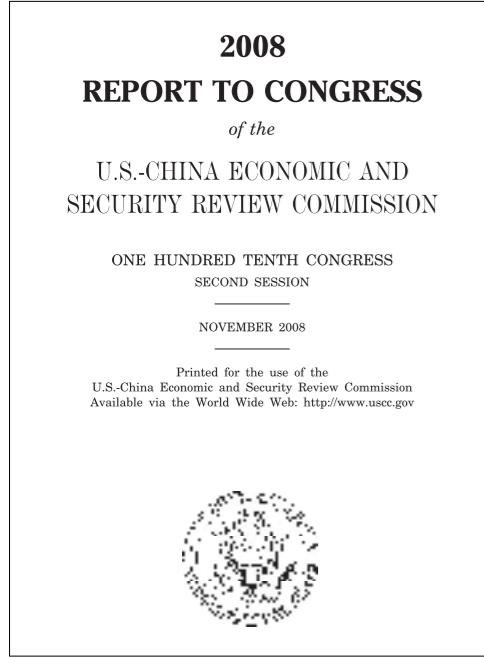 2008
REPORT TO CONGRESS
of the
U.S.-CHINA ECONOMIC AND
SECURITY REVIEW COMMISSION
ONE HUNDRED TENTH CONGRESS
SECOND SESSION
NOVEMBER 2008
Printed for the use of the
U.S.-China Economic and Security Review Commission
Available via the World Wide Web: http://www.uscc.gov